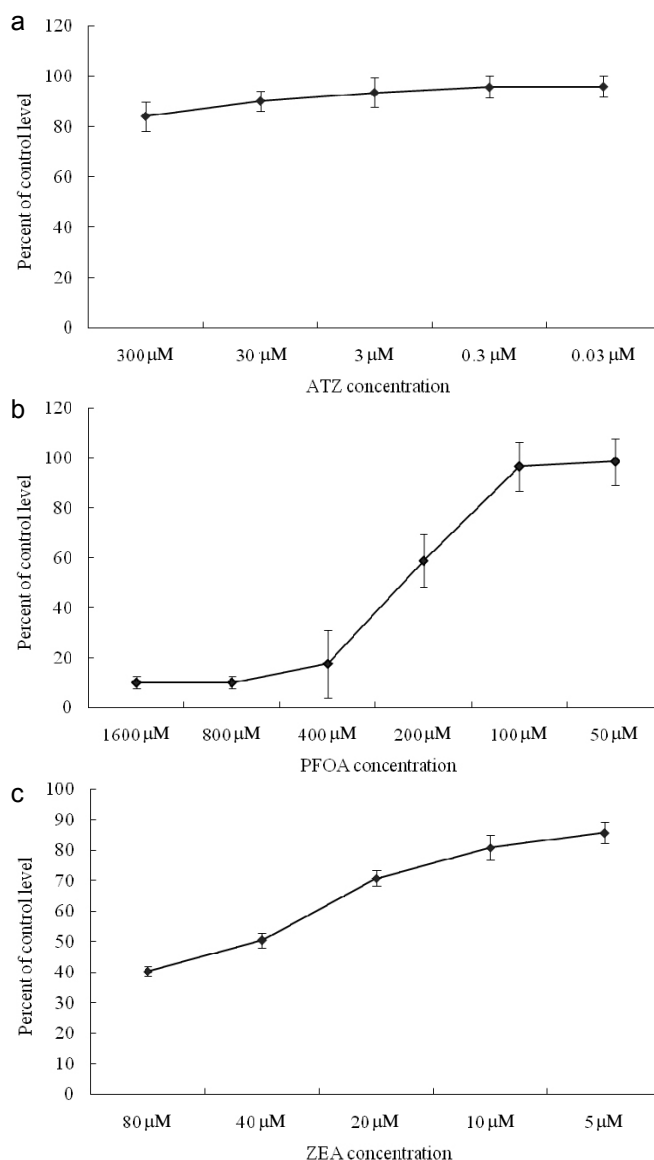 a
120
100
80
60
40
20
0
Percent of control level
300 μM 30 μM 3 μM 0.3 μM 0.03 μM
ATZ concentration
b
120
100
80
60
40
20
0
Percent of control level
1600 μM 800 μM 400 μM 200 μM 100 μM 50 μM
PFOA concentration
c
100
90
80
70
60
50
40
30
20
10
0
Percent of control level
80 μM 40 μM 20 μM 10 μM 5 μM
ZEA concentration